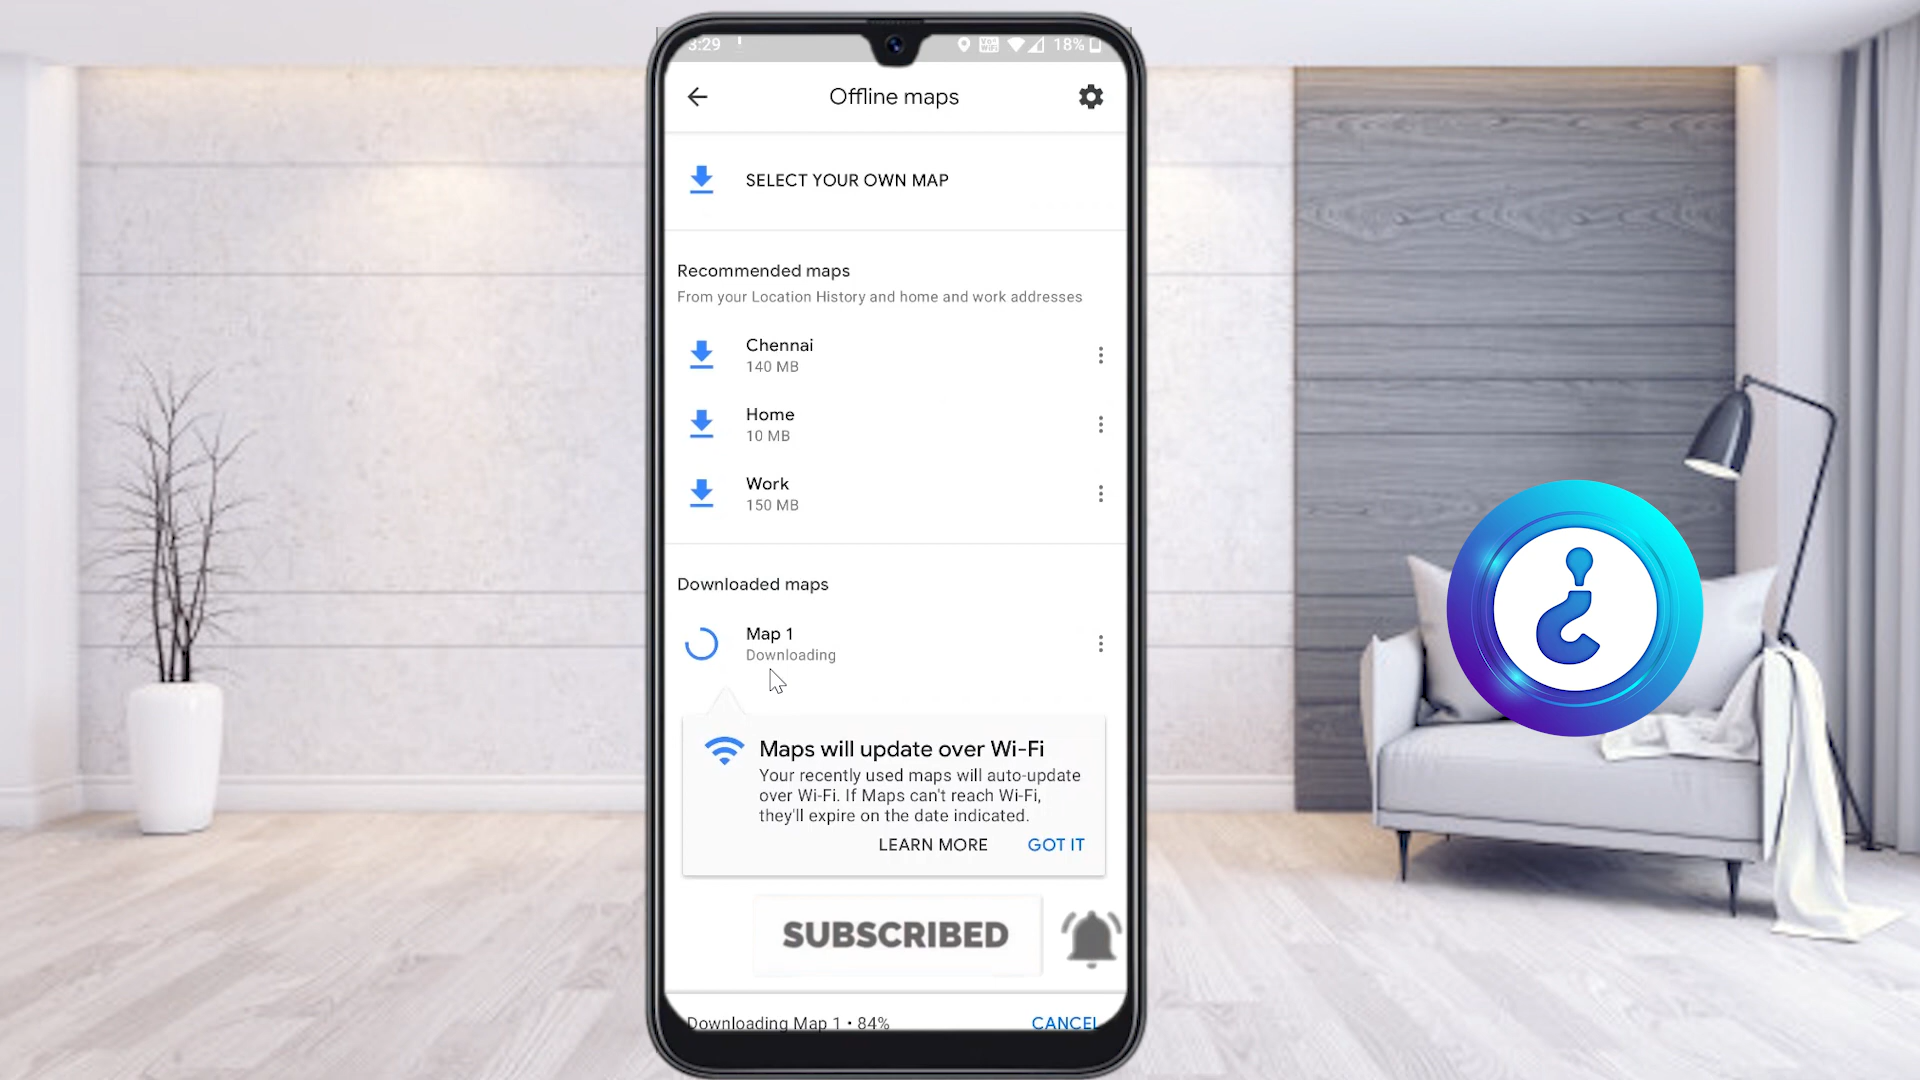 3:29
18%
Offline maps
SELECT YOUR OWN MAP
Recommended maps
From your Location History and home and work addresses
Chennai
140 MB
Home
10 MB
Work
150 MB
Downloaded maps
Map 1
Downloading
Maps will update over Wi-Fi
Your recently used maps will auto-update
over Wi-Fi. If Maps can't reach Wi-Fi,
they'll expire on the date indicated.
LEARN MORE GOT IT
SUBSCRIBED
Downloading Map 1 • 84% CANCEL